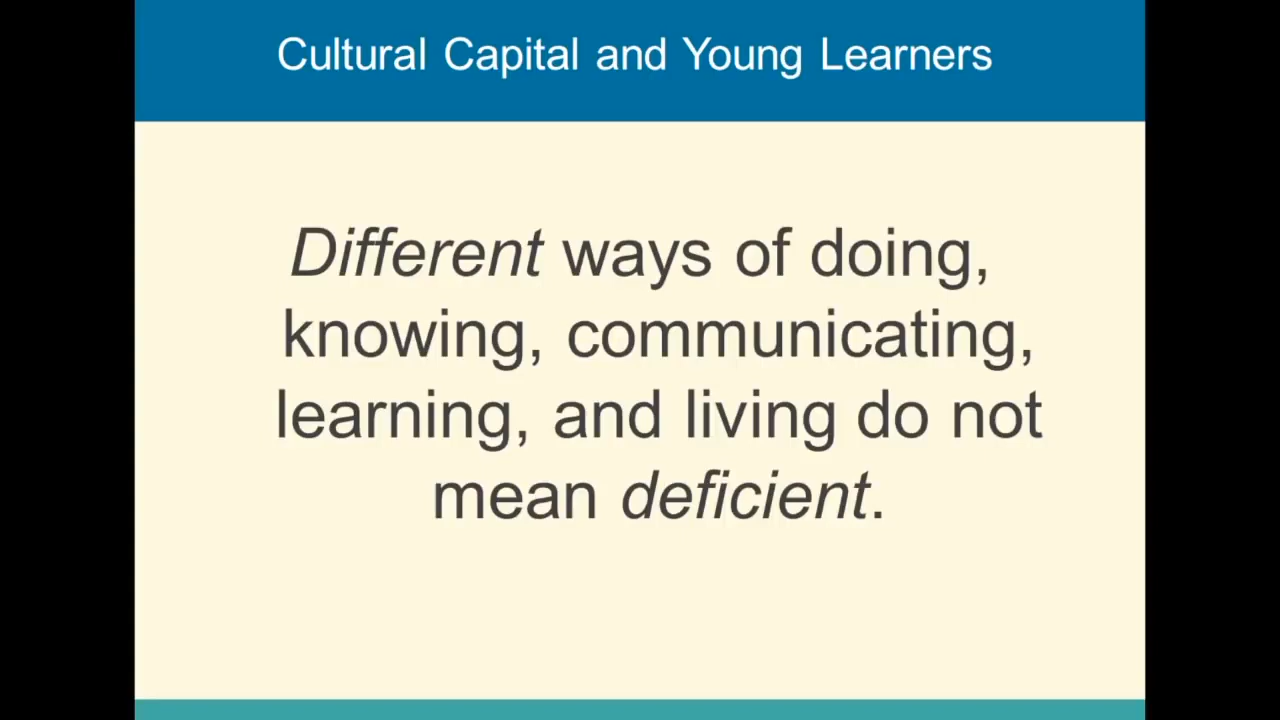 Cultural Capital and Young Learners
Different ways of doing,
knowing, communicating,
learning, and living do not
mean deficient.